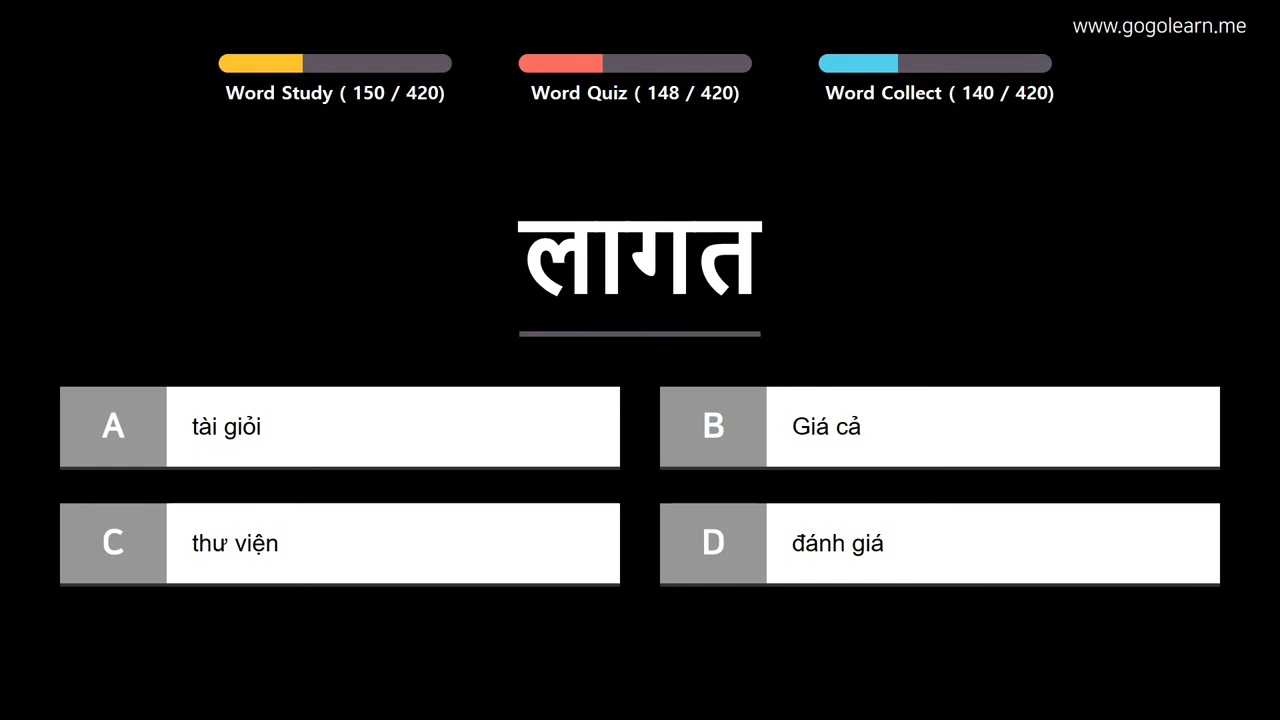 www.gogolearn.me
Word Study ( 150 / 420)
Word Quiz ( 148 / 420)
Word Collect ( 140 / 420)
लागत
A tài giỏi
B Giá cả
C thư viện
D đánh giá